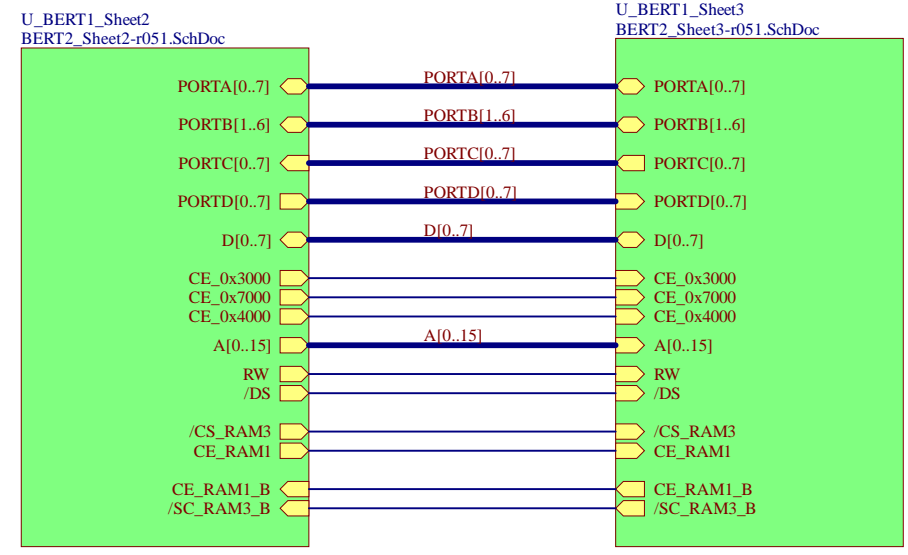 U_BERT1_Sheet2
BERT2_Sheet2-r051.SchDoc
U_BERT1_Sheet3
BERT2_Sheet3-r051.SchDoc
PORTA[0..7] PORTA[0..7] PORTA[0..7]
PORTB[1..6] PORTB[1..6] PORTB[1..6]
PORTC[0..7] PORTC[0..7] PORTC[0..7]
PORTD[0..7] PORTD[0..7] PORTD[0..7]
D[0..7] D[0..7] D[0..7]
CE_0x3000 CE_0x3000
CE_0x7000 CE_0x7000
CE_0x4000 CE_0x4000
A[0..15] A[0..15] A[0..15]
RW RW
/DS /DS
/CS_RAM3 /CS_RAM3
CE_RAM1 CE_RAM1
CE_RAM1_B CE_RAM1_B
/SC_RAM3_B /SC_RAM3_B